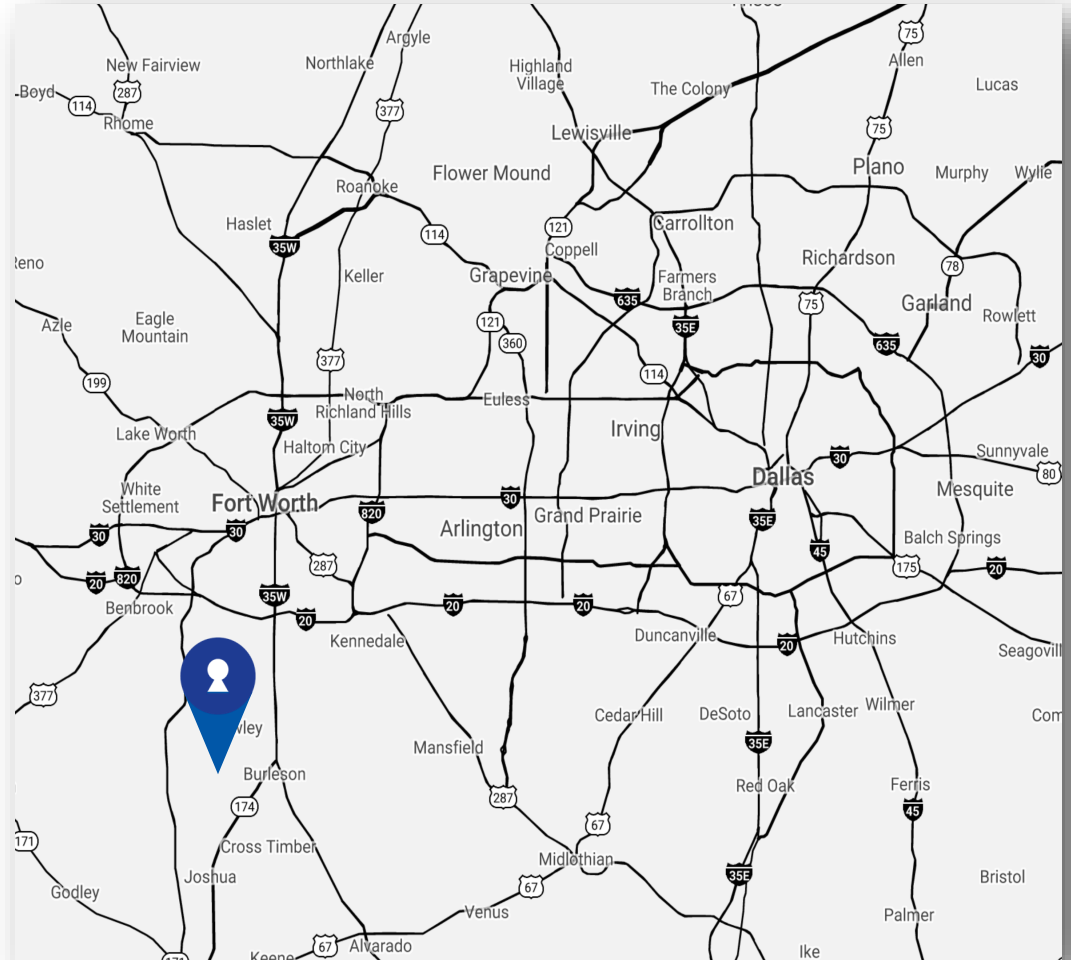 Argyle
75
New Fairview
Northlake
Highland
Village
Allen
Boyd
287
The Colony
Lucas
114
377
Rhome
Lewisville
75
Roanoke
Flower Mound
Plano
Murphy
Wylie
Haslet
35W
114
121
Carrollton
Coppell
Richardson
78
Keller
Grapevine
Farmers
Branch
635
75
Garland
Rowlett
Azle
Eagle
Mountain
121
360
35E
635
30
377
114
199
North
Richland Hills
Euless
35W
Lake Worth
Haltom City
Irving
30
Sunnyvale
80
White
Settlement
Fort Worth
30
Dallas
Mesquite
820
Arlington
Grand Prairie
35E
30
30
45
Balch Springs
287
175
20
20
820
35W
67
Benbrook
20
20
20
Kennedale
Duncanville
20
Hutchins
377
Cedar Hill
DeSoto
Lancaster
Wilmer
Mansfield
35E
Burleson
Red Oak
Ferris
174
287
45
67
171
Cross Timber
Midlothian
35E
Joshua
67
Bristol
Godley
Venus
Palmer
67
Alvarado
Ike